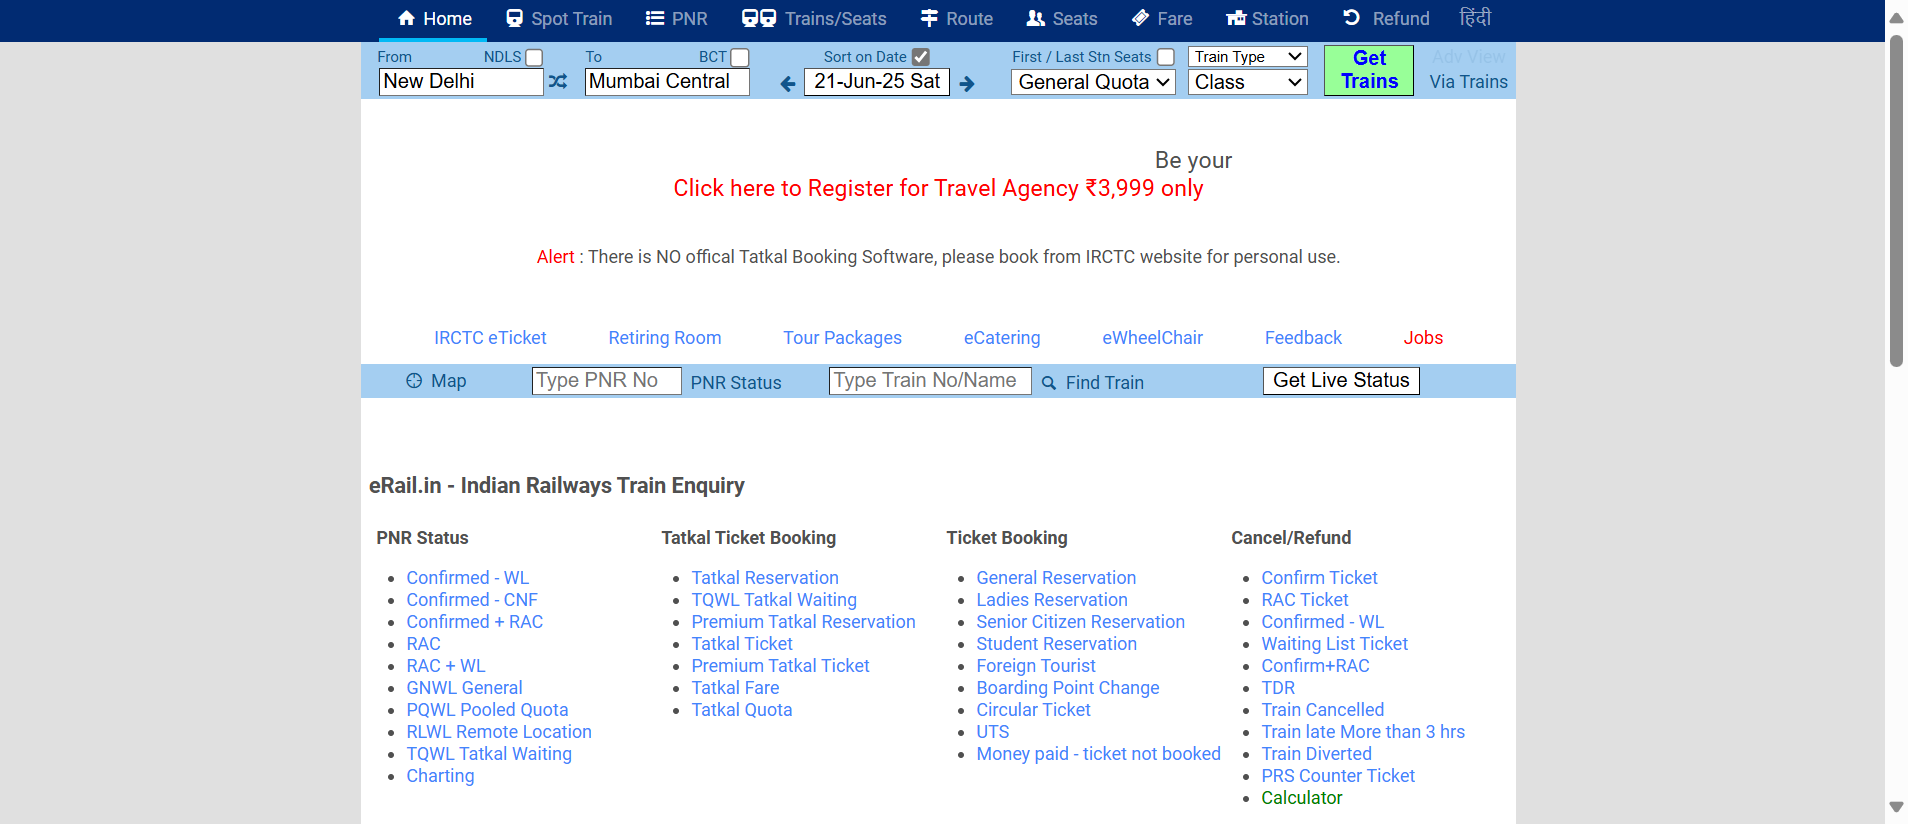 Home Spot Train PNR Trains/Seats Route Seats Fare Station Refund हिंदी
From NDLS To BCT Sort on Date First / Last Stn Seats Train Type Get Trains Adv View
New Delhi Mumbai Central 21-Jun-25 Sat General Quota Class Via Trains
Be your
Click here to Register for Travel Agency ₹3,999 only
Alert : There is NO offical Tatkal Booking Software, please book from IRCTC website for personal use.
IRCTC eTicket Retiring Room Tour Packages eCatering eWheelChair Feedback Jobs
Map Type PNR No PNR Status Type Train No/Name Find Train Get Live Status
eRail.in - Indian Railways Train Enquiry
PNR Status
Confirmed - WL
Confirmed - CNF
Confirmed + RAC
RAC
RAC + WL
GNWL General
PQWL Pooled Quota
RLWL Remote Location
TQWL Tatkal Waiting
Charting
Tatkal Ticket Booking
Tatkal Reservation
TQWL Tatkal Waiting
Premium Tatkal Reservation
Tatkal Ticket
Premium Tatkal Ticket
Tatkal Fare
Tatkal Quota
Ticket Booking
General Reservation
Ladies Reservation
Senior Citizen Reservation
Student Reservation
Foreign Tourist
Boarding Point Change
Circular Ticket
UTS
Money paid - ticket not booked
Cancel/Refund
Confirm Ticket
RAC Ticket
Confirmed - WL
Waiting List Ticket
Confirm+RAC
TDR
Train Cancelled
Train late More than 3 hrs
Train Diverted
PRS Counter Ticket
Calculator